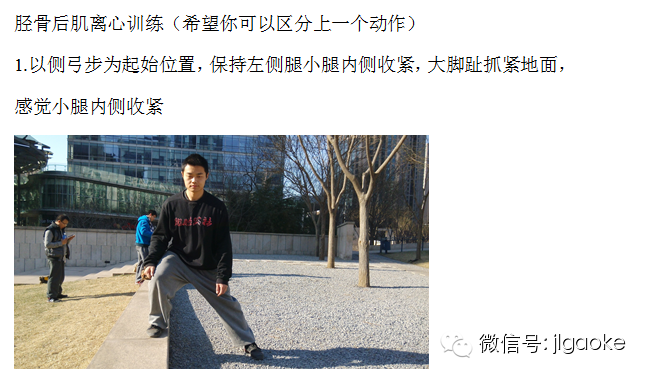 胫骨后肌离心训练（希望你可以区分上一个动作）
1.以侧弓步为起始位置，保持左侧腿小腿内侧收紧，大脚趾抓紧地面，
感觉小腿内侧收紧
微信号: jlgaoke